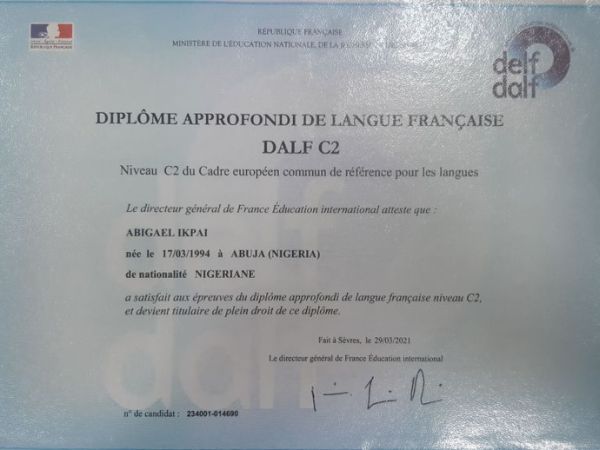 RÉPUBLIQUE FRANÇAISE
RÉPUBLIQUE FRANÇAISE
MINISTÈRE DE L'ÉDUCATION NATIONALE, DE LA
delf
dalf
DIPLÔME APPROFONDI DE LANGUE FRANÇAISE
DALF C2
Niveau C2 du Cadre européen commun de référence pour les langues
Le directeur général de France Éducation international atteste que :
ABIGAEL IKPAI
née le 17/03/1994 à ABUJA (NIGERIA)
de nationalité NIGERIANE
a satisfait aux épreuves du diplôme approfondi de langue française niveau C2,
et devient titulaire de plein droit de ce diplôme.
Fait à Sèvres, le 29/03/2021
Le directeur général de France Éducation international
n° de candidat : 234001-014690
delf
dalf